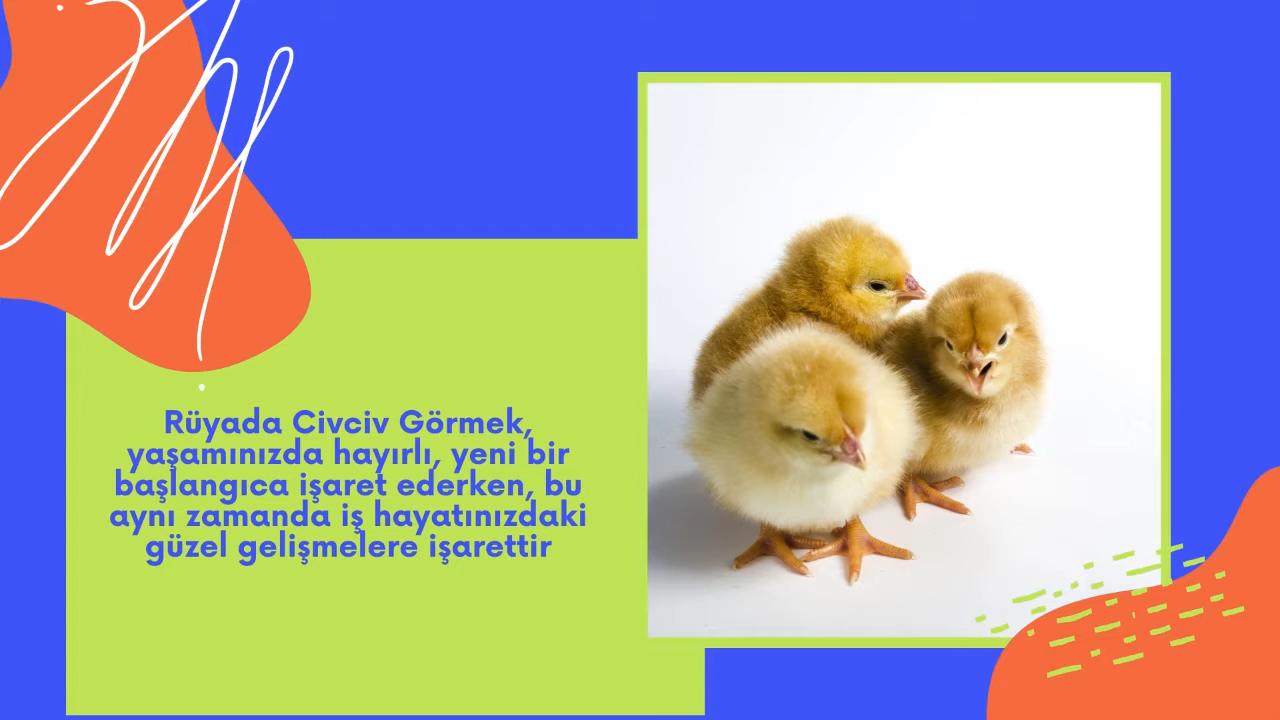 Rüyada Civciv Görmek,
yaşamınızda hayırlı, yeni bir
başlangıca işaret ederken, bu
aynı zamanda iş hayatınızdaki
güzel gelişmelere işarettir